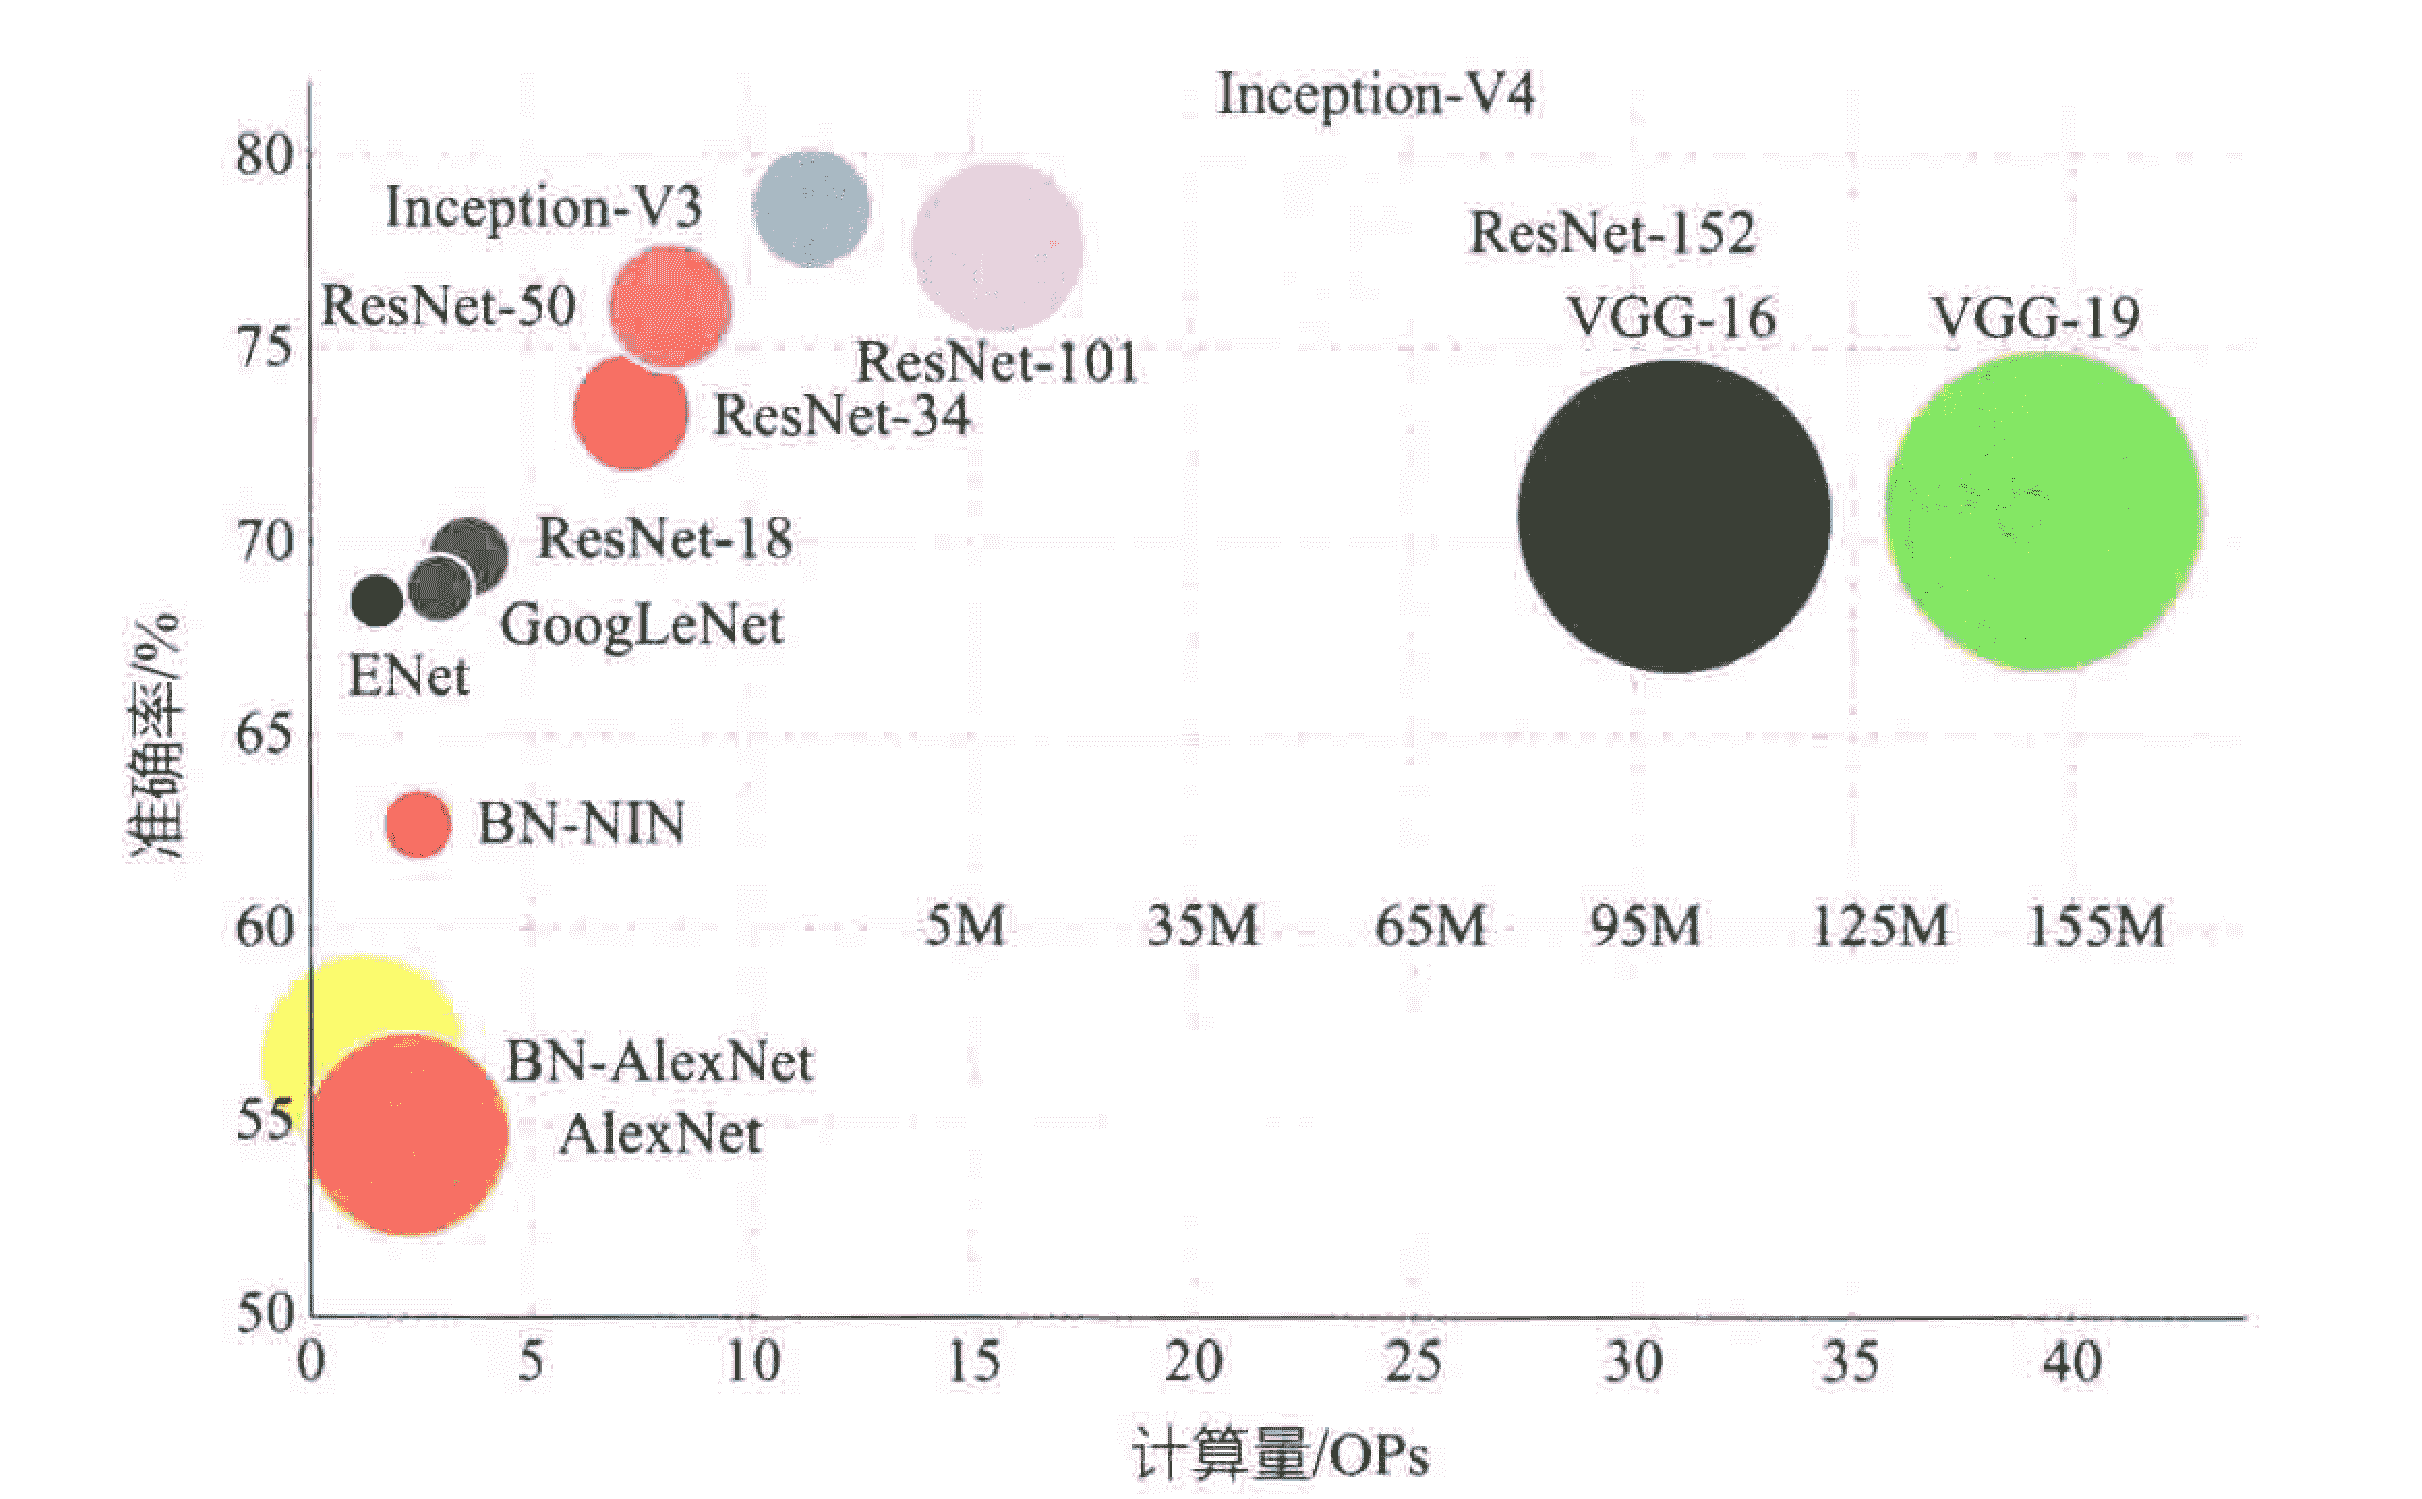 Inception-V4
80
Inception-V3
ResNet-152
ResNet-50
VGG-16
VGG-19
75
ResNet-101
ResNet-34
70
ResNet-18
GoogLeNet
ENet
准确率/%
65
BN-NIN
60
5M 35M 65M 95M 125M 155M
BN-AlexNet
55
AlexNet
50
0 5 10 15 20 25 30 35 40
计算量/OPs